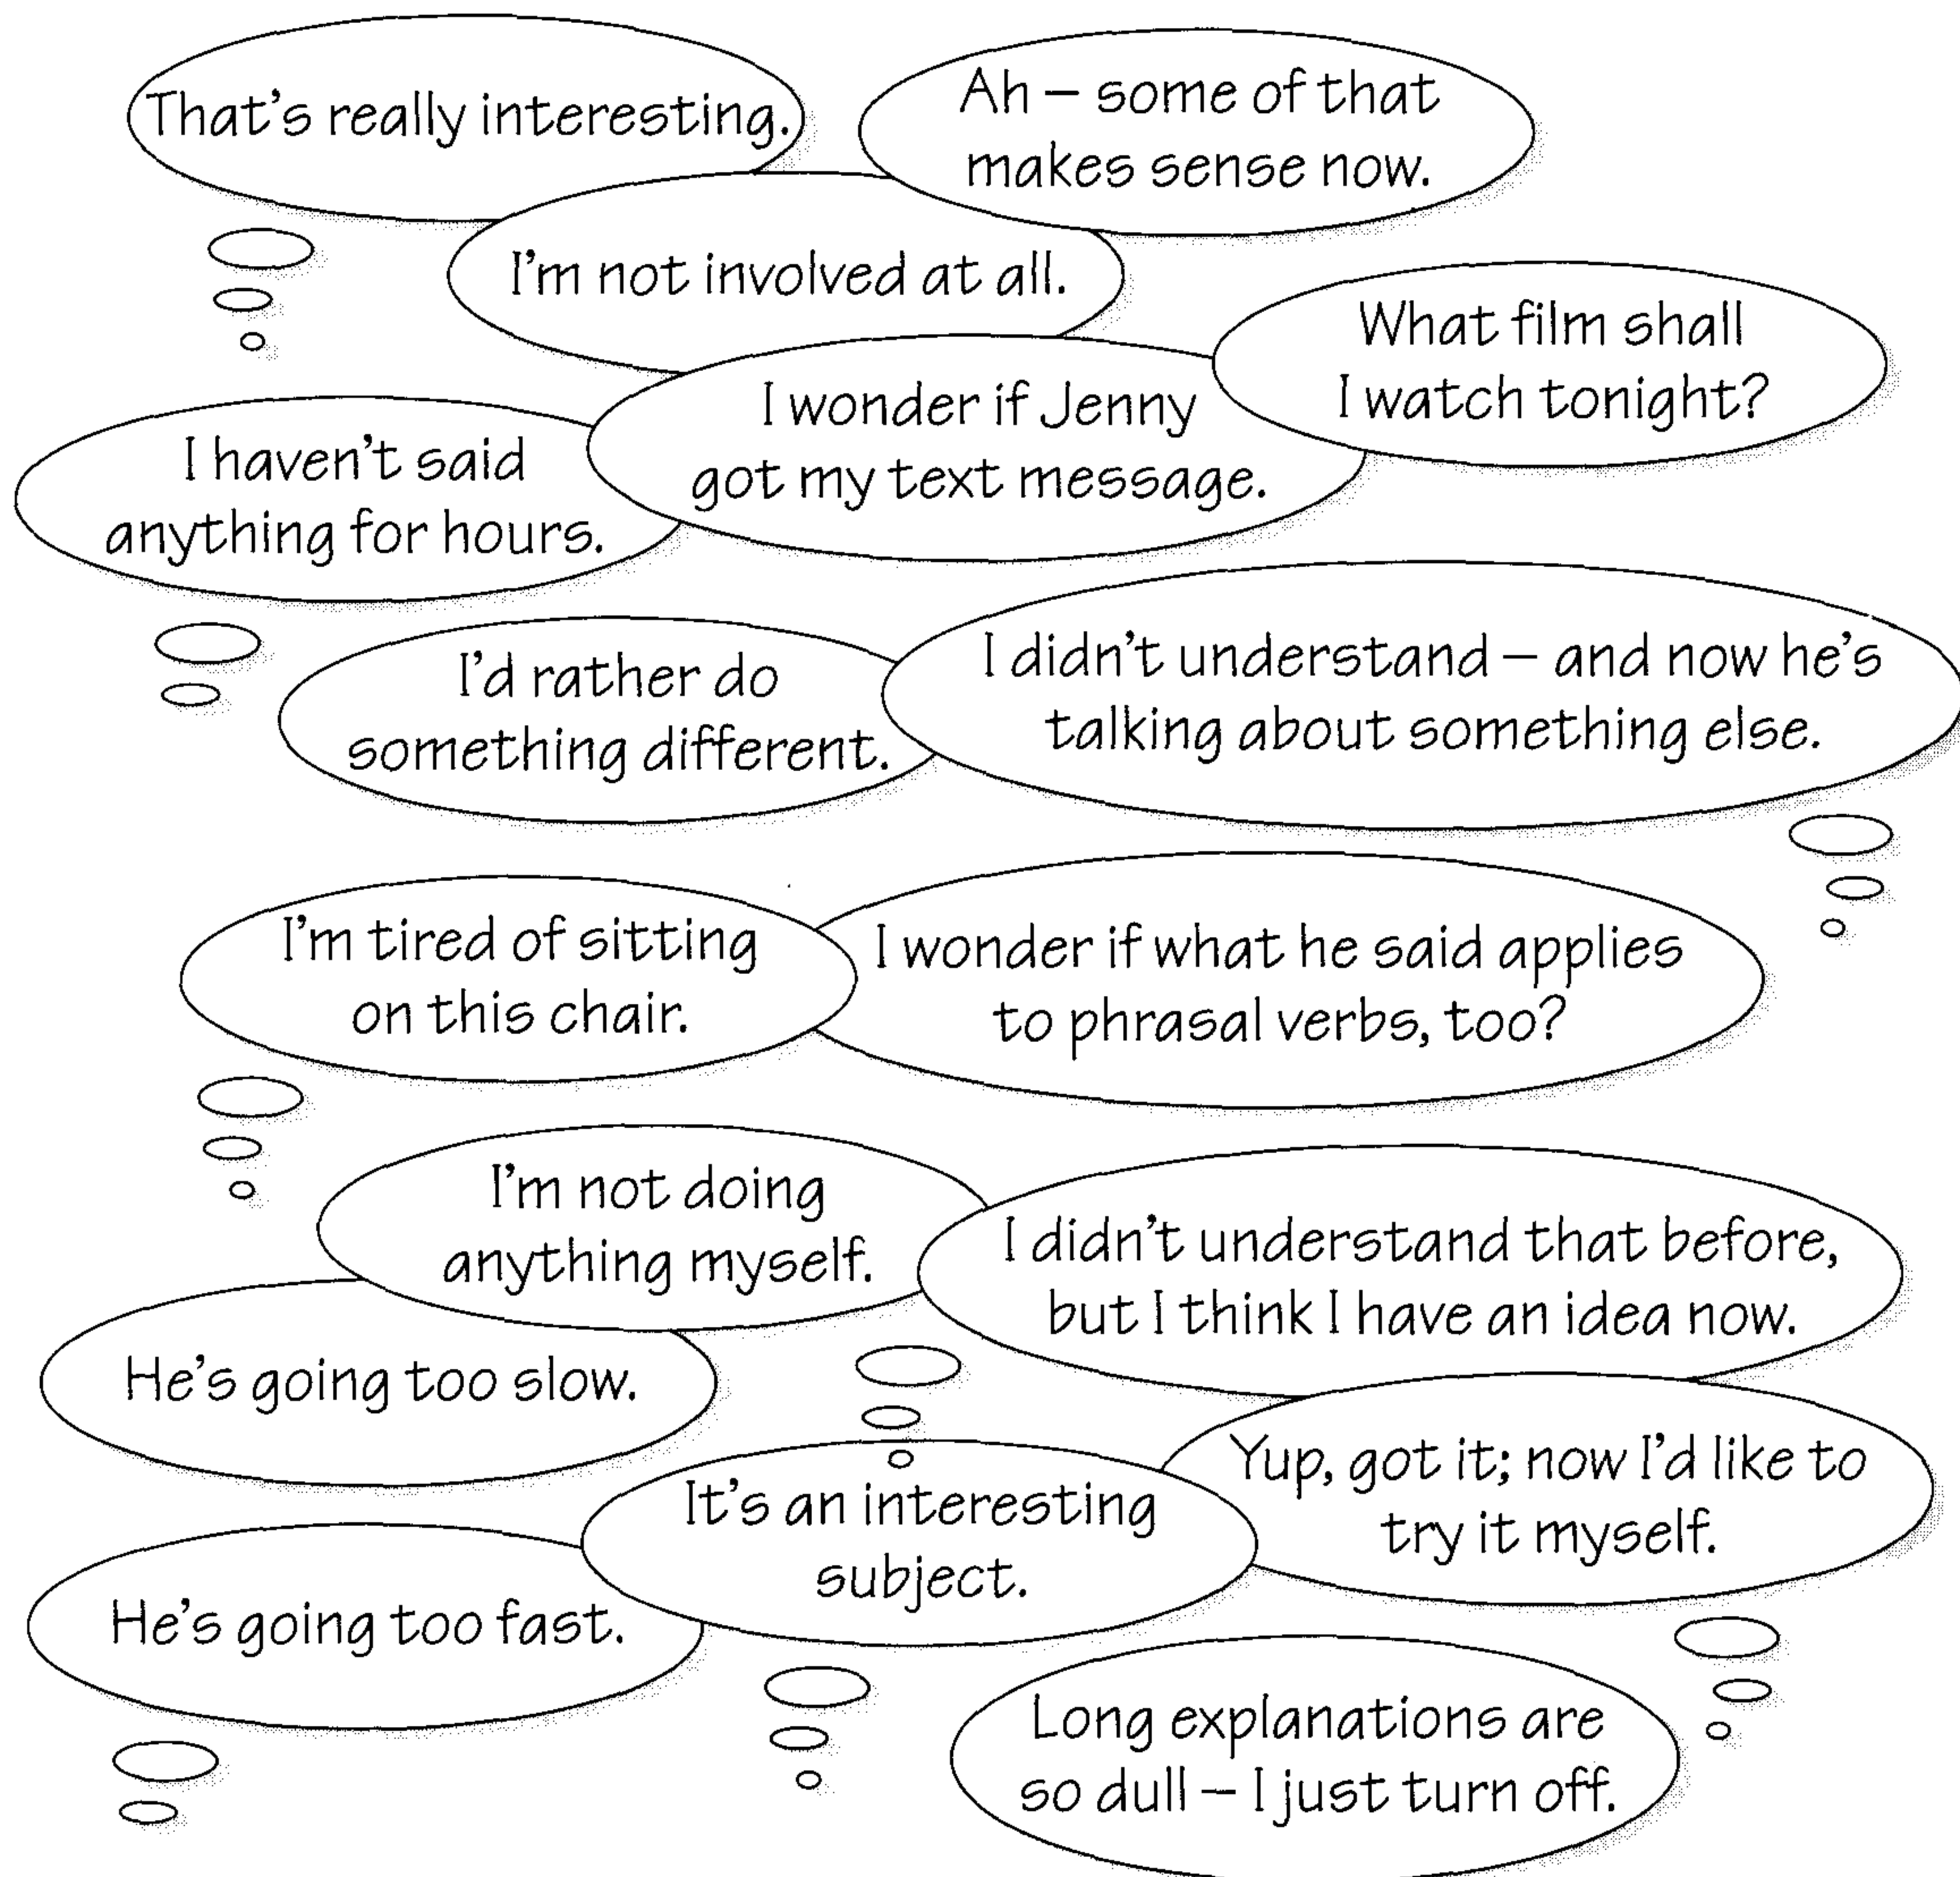 That's really interesting.
Ah – some of that
makes sense now.
I'm not involved at all.
What film shall
I watch tonight?
I wonder if Jenny
got my text message.
I haven't said
anything for hours.
I'd rather do
something different.
I didn't understand – and now he's
talking about something else.
I'm tired of sitting
on this chair.
I wonder if what he said applies
to phrasal verbs, too?
I'm not doing
anything myself.
I didn't understand that before,
but I think I have an idea now.
He's going too slow.
Yup, got it; now I'd like to
try it myself.
It's an interesting
subject.
He's going too fast.
Long explanations are
so dull – I just turn off.